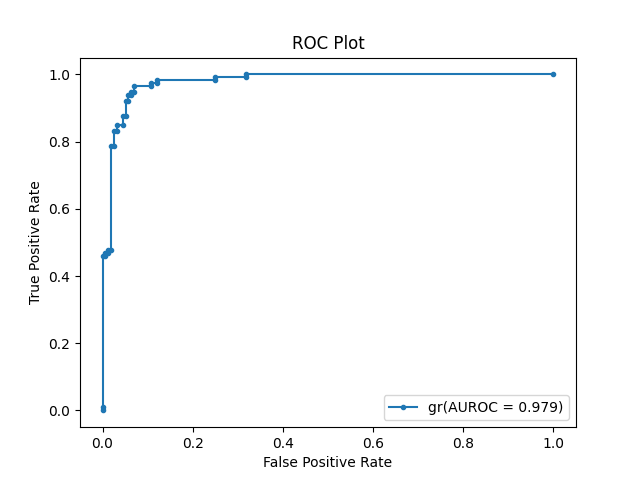 ROC Plot
1.0
0.8
0.6
0.4
0.2
0.0
True Positive Rate
0.0 0.2 0.4 0.6 0.8 1.0
False Positive Rate
gr(AUROC = 0.979)